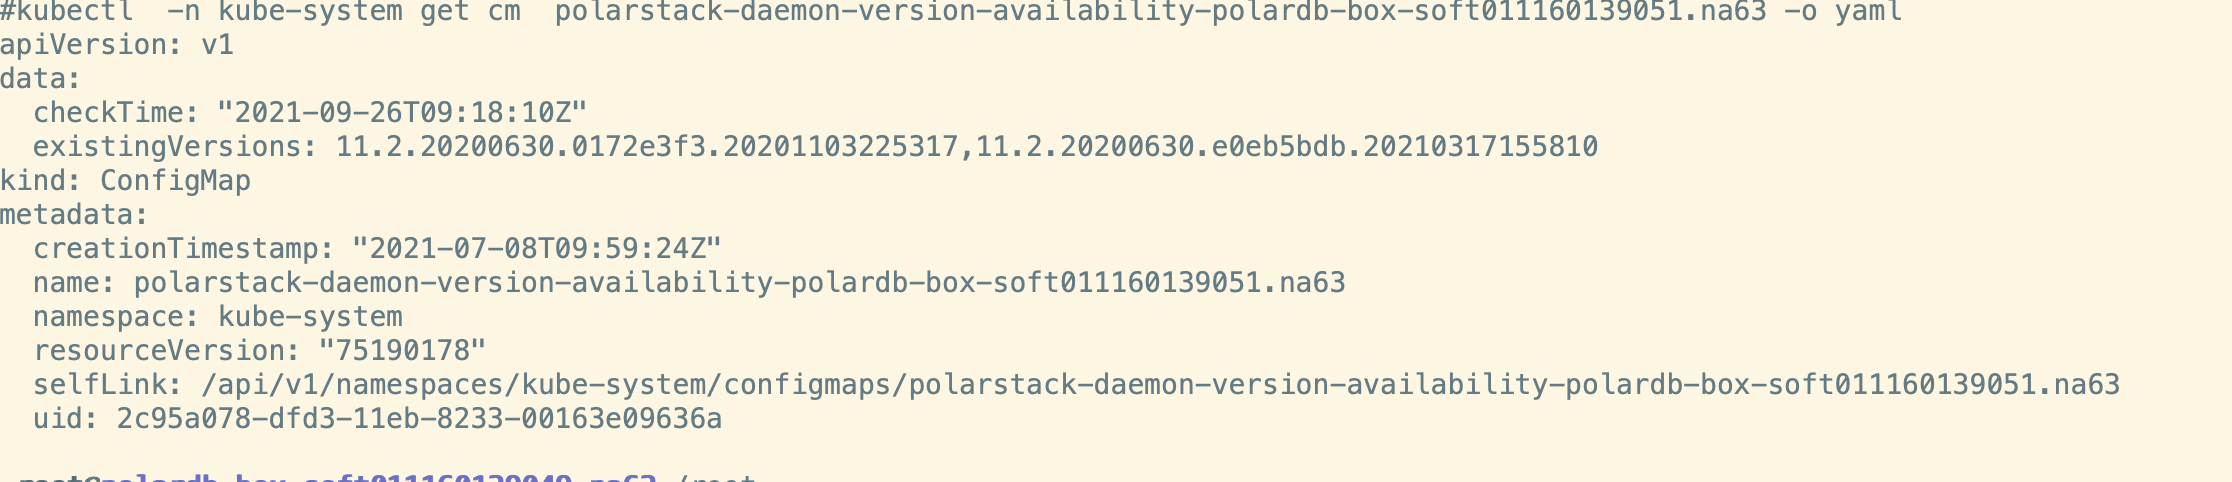 #kubectl  -n kube-system get cm  polarstack-daemon-version-availability-polardb-box-soft011160139051.na63 -o yaml
apiVersion: v1
data:
  checkTime: "2021-09-26T09:18:10Z"
  existingVersions: 11.2.20200630.0172e3f3.20201103225317,11.2.20200630.e0eb5bdb.20210317155810
kind: ConfigMap
metadata:
  creationTimestamp: "2021-07-08T09:59:24Z"
  name: polarstack-daemon-version-availability-polardb-box-soft011160139051.na63
  namespace: kube-system
  resourceVersion: "75190178"
  selfLink: /api/v1/namespaces/kube-system/configmaps/polarstack-daemon-version-availability-polardb-box-soft011160139051.na63
  uid: 2c95a078-dfd3-11eb-8233-00163e09636a